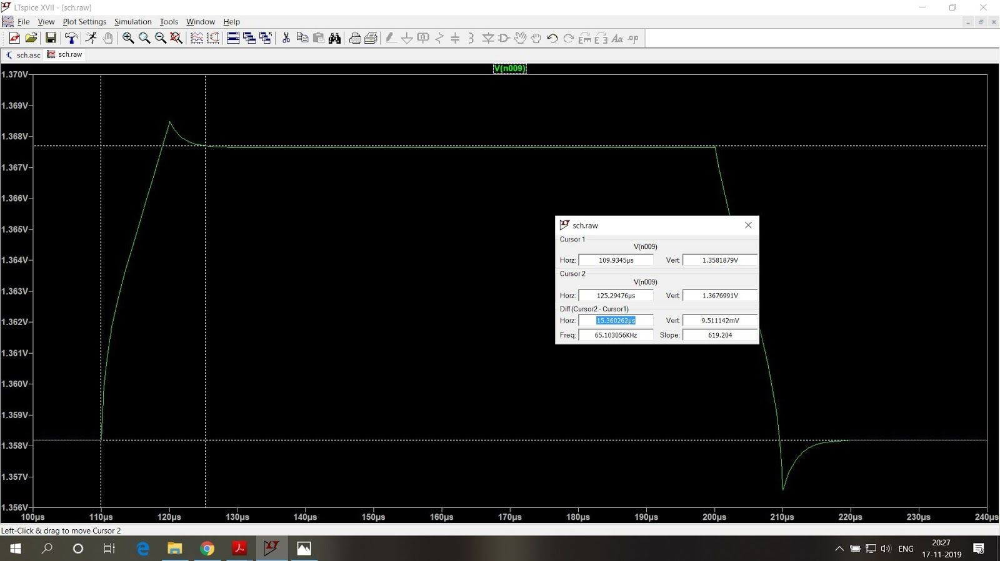 LTspice XVII - [sch.raw]
File View Plot Settings Simulation Tools Window Help
sch.asc sch.raw
V(n009)
1.370V
1.369V
1.368V
1.367V
1.366V
1.365V
1.364V
1.363V
1.362V
1.361V
1.360V
1.359V
1.358V
1.357V
1.356V
100µs 110µs 120µs 130µs 140µs 150µs 160µs 170µs 180µs 190µs 200µs 210µs 220µs 230µs 240µs
sch.raw
Cursor 1
V(n009)
Horz: 109.9345µs Vert: 1.3581879V
Cursor 2
V(n009)
Horz: 125.29476µs Vert: 1.3676991V
Diff (Cursor2 - Cursor1)
Horz: 15.360262µs Vert: 9.511142mV
Freq: 65.103056KHz Slope: 619.204
Left-Click & drag to move Cursor 2
ENG
20:27
17-11-2019